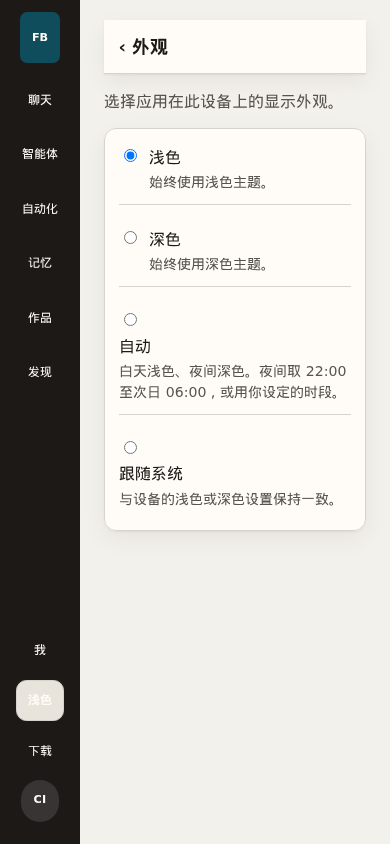 FB
聊天
智能体
自动化
记忆
作品
发现
我
浅色
下载
CI
‹ 外观
选择应用在此设备上的显示外观。
浅色
始终使用浅色主题。
深色
始终使用深色主题。
自动
白天浅色、夜间深色。夜间取 22:00
至次日 06:00，或用你设定的时段。
跟随系统
与设备的浅色或深色设置保持一致。